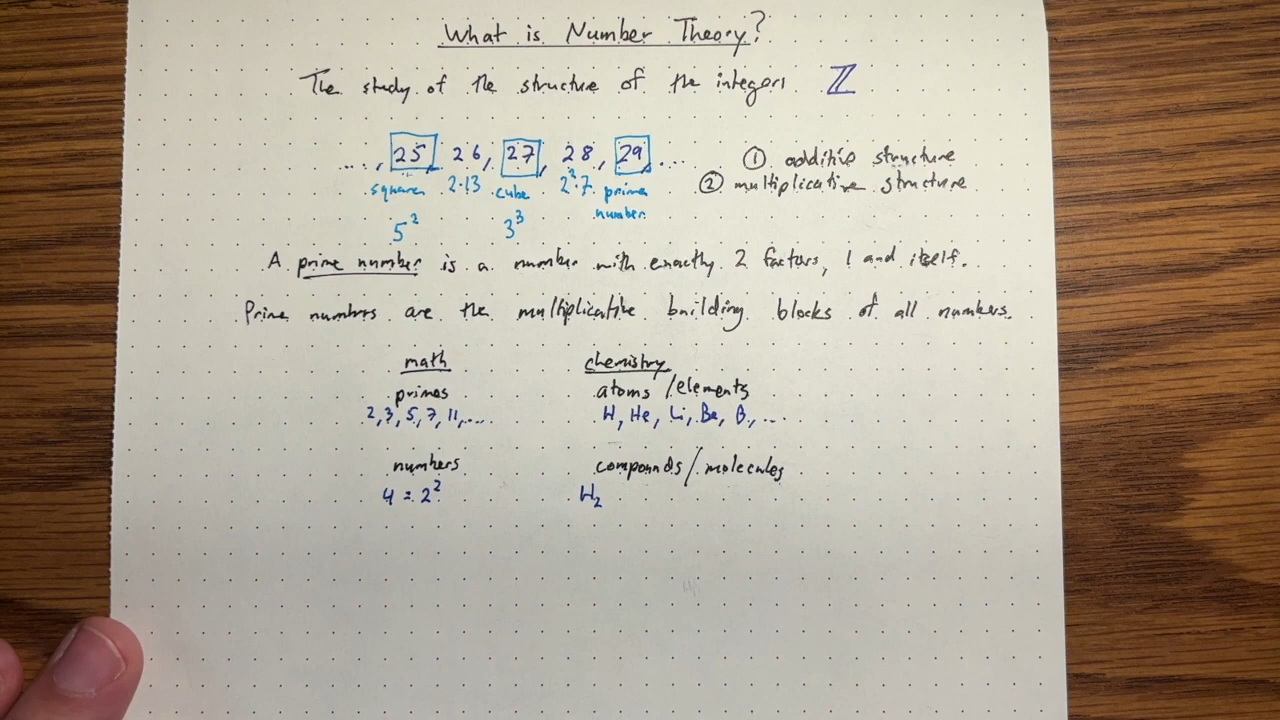 What is Number Theory?
The study of the structure of the integers ℤ
..., 25, 26, 27, 28, 29, .... ① additive structure
square 2·13 cube 2²·7 prime number ② multiplicative structure
5² 3³
A prime number is a number with exactly 2 factors, 1 and itself.
Prime numbers are the multiplicative building blocks of all numbers.
math chemistry
primes atoms/elements
2, 3, 5, 7, 11, .... H, He, Li, Be, B, ...
numbers compounds/molecules
4 = 2² H₂